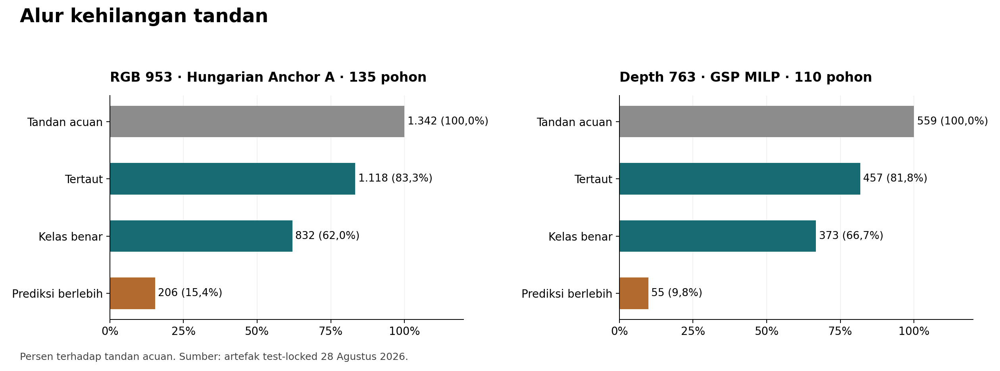 Alur kehilangan tandan
RGB 953 · Hungarian Anchor A · 135 pohon
Tandan acuan
1.342 (100,0%)
Tertaut
1.118 (83,3%)
Kelas benar
832 (62,0%)
Prediksi berlebih
206 (15,4%)
0% 25% 50% 75% 100%
Depth 763 · GSP MILP · 110 pohon
Tandan acuan
559 (100,0%)
Tertaut
457 (81,8%)
Kelas benar
373 (66,7%)
Prediksi berlebih
55 (9,8%)
0% 25% 50% 75% 100%
Persen terhadap tandan acuan. Sumber: artefak test-locked 28 Agustus 2026.